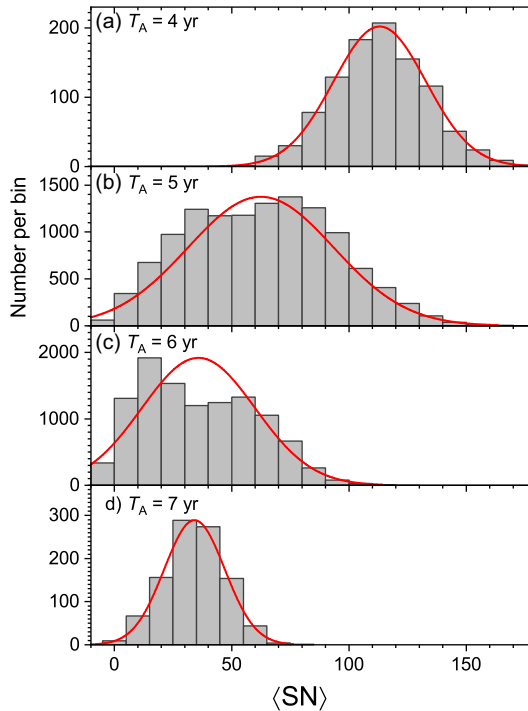 (a) T_A = 4 yr
200
100
0
(b) T_A = 5 yr
1500
1000
500
0
Number per bin
(c) T_A = 6 yr
2000
1000
0
d) T_A = 7 yr
300
200
100
0
0 50 100 150
⟨SN⟩